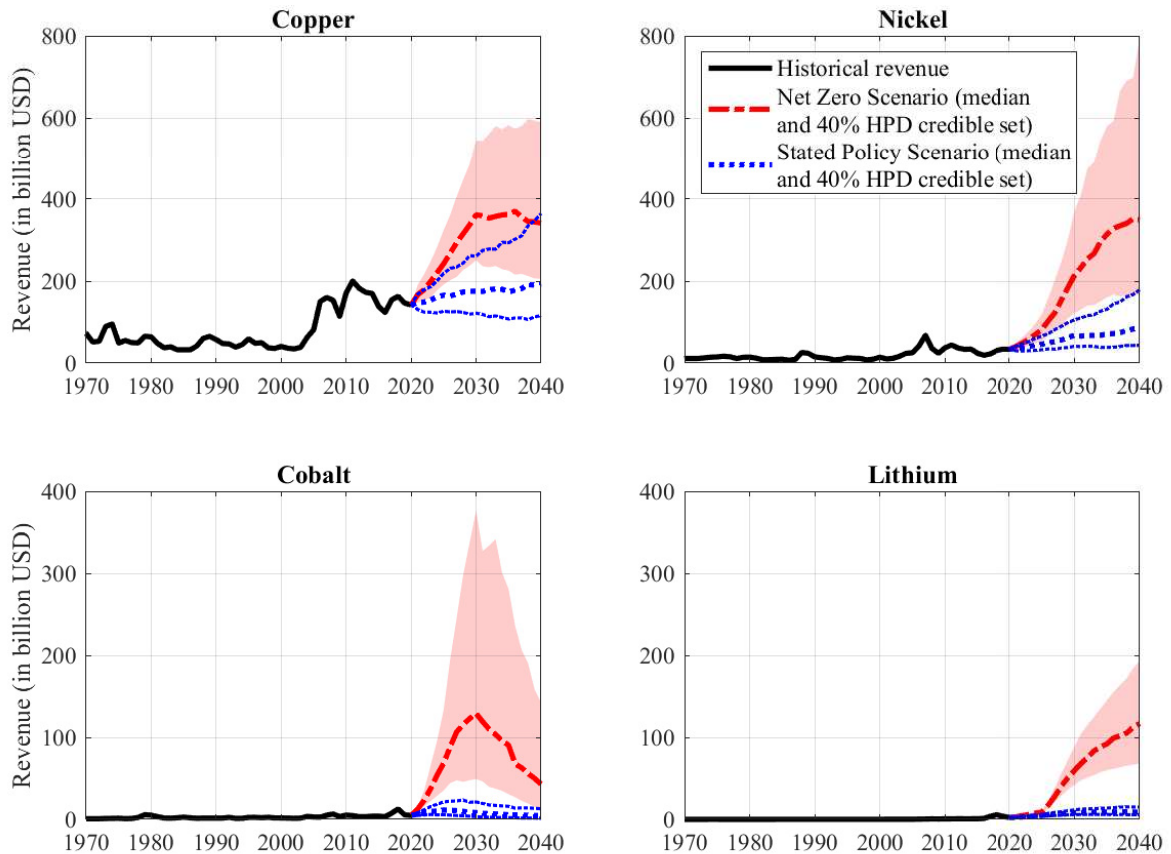 Copper
800
600
400
200
0
1970 1980 1990 2000 2010 2020 2030 2040
Revenue (in billion USD)
Nickel
800
600
400
200
0
1970 1980 1990 2000 2010 2020 2030 2040
Historical revenue
Net Zero Scenario (median
and 40% HPD credible set)
Stated Policy Scenario (median
and 40% HPD credible set)
Cobalt
400
300
200
100
0
1970 1980 1990 2000 2010 2020 2030 2040
Revenue (in billion USD)
Lithium
400
300
200
100
0
1970 1980 1990 2000 2010 2020 2030 2040